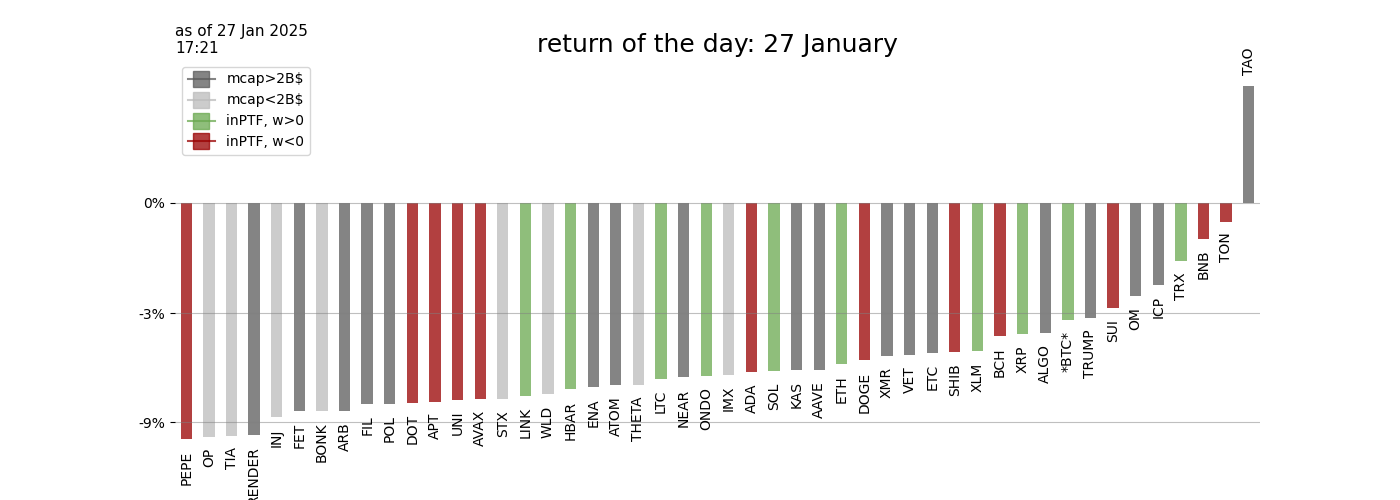 as of 27 Jan 2025
17:21
return of the day: 27 January
mcap>2B$
mcap<2B$
inPTF, w>0
inPTF, w<0
0%
-3%
-9%
PEPE
OP
TIA
RENDER
INJ
FET
BONK
ARB
FIL
POL
DOT
APT
UNI
AVAX
STX
LINK
WLD
HBAR
ENA
ATOM
THETA
LTC
NEAR
ONDO
IMX
ADA
SOL
KAS
AAVE
ETH
DOGE
XMR
VET
ETC
SHIB
XLM
BCH
XRP
ALGO
*BTC*
TRUMP
SUI
OM
ICP
TRX
BNB
TON
TAO